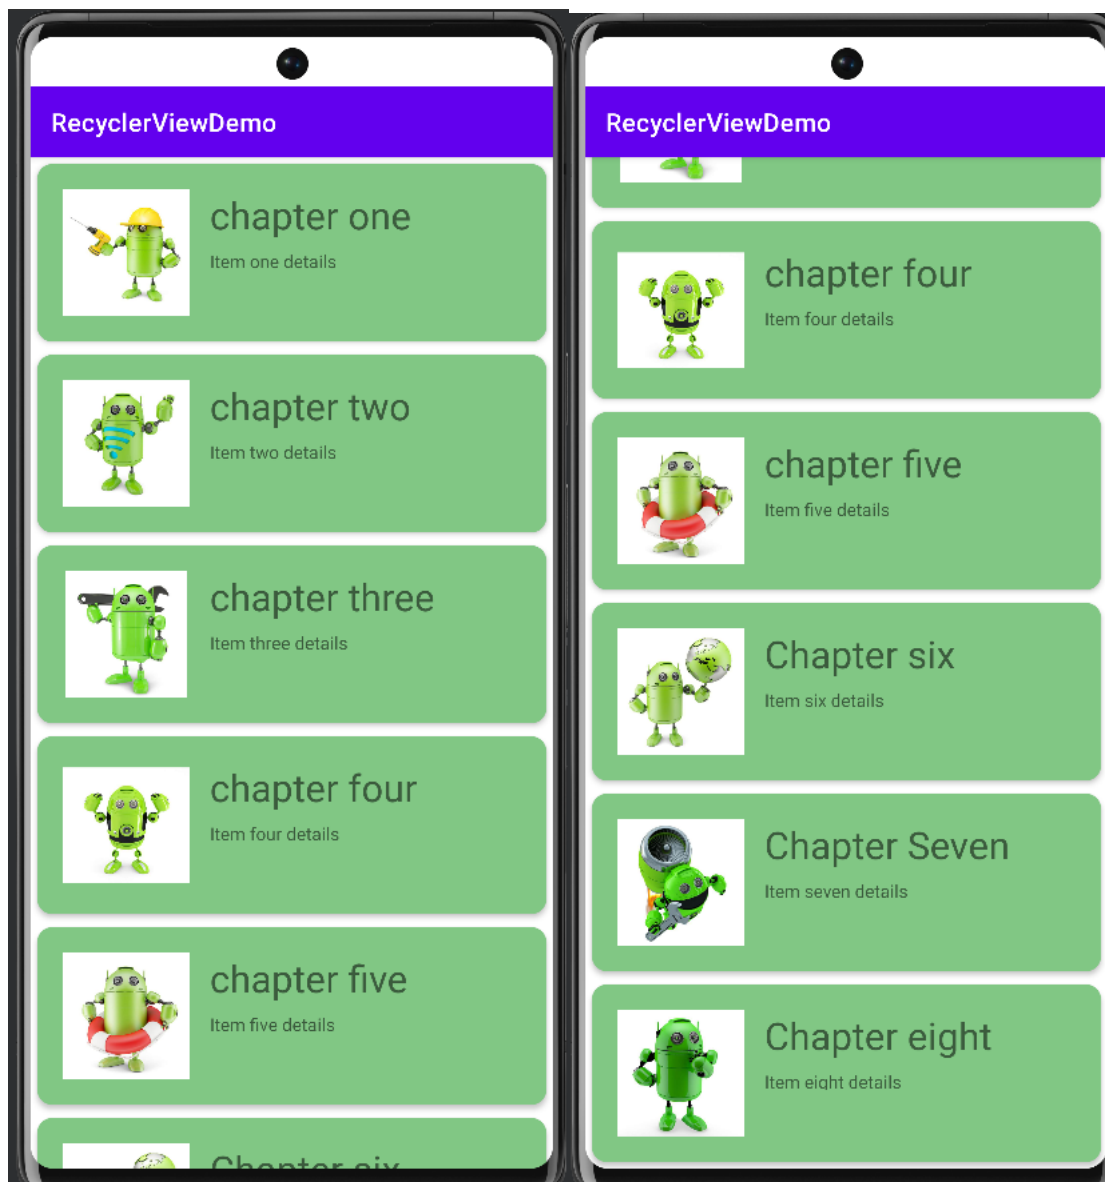 RecyclerViewDemo
chapter one
Item one details
chapter two
Item two details
chapter three
Item three details
chapter four
Item four details
chapter five
Item five details
Chapter six
RecyclerViewDemo
chapter four
Item four details
chapter five
Item five details
Chapter six
Item six details
Chapter Seven
Item seven details
Chapter eight
Item eight details